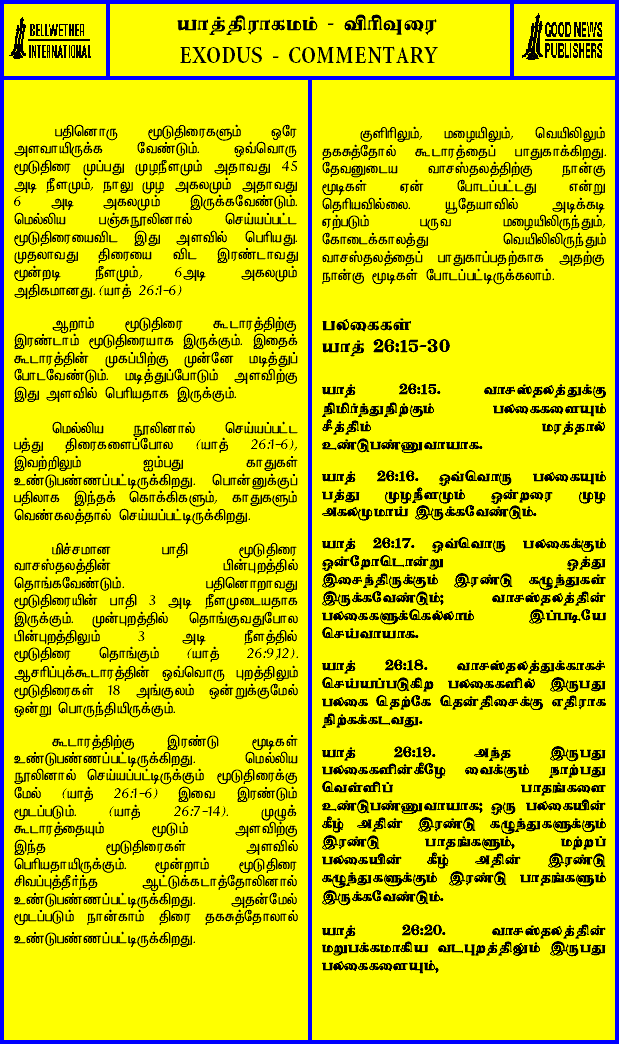 BELLWETHER
INTERNATIONAL
யாத்திராகமம் - விரிவுரை
EXODUS - COMMENTARY
GOOD NEWS
PUBLISHERS
பதினொரு மூடுதிரைகளும் ஒரே
அளவாயிருக்க வேண்டும். ஒவ்வொரு
மூடுதிரை முப்பது முழநீளமும் அதாவது 45
அடி நீளமும், நாலு முழ அகலமும் அதாவது
6 அடி அகலமும் இருக்கவேண்டும்.
மெல்லிய பஞ்சுநூலினால் செய்யப்பட்ட
மூடுதிரையைவிட இது அளவில் பெரியது.
முதலாவது திரையை விட இரண்டாவது
மூன்றடி நீளமும், 6அடி அகலமும்
அதிகமானது. (யாத் 26:1-6)
ஆறாம் மூடுதிரை கூடாரத்திற்கு
இரண்டாம் மூடுதிரையாக இருக்கும். இதைக்
கூடாரத்தின் முகப்பிற்கு முன்னே மடித்துப்
போடவேண்டும். மடித்துப்போடும் அளவிற்கு
இது அளவில் பெரியதாக இருக்கும்.
மெல்லிய நூலினால் செய்யப்பட்ட
பத்து திரைகளைப்போல (யாத் 26:1-6),
இவற்றிலும் ஐம்பது காதுகள்
உண்டுபண்ணப்பட்டிருக்கிறது. பொன்னுக்குப்
பதிலாக இந்தக் கொக்கிகளும், காதுகளும்
வெண்கலத்தால் செய்யப்பட்டிருக்கிறது.
மிச்சமான பாதி மூடுதிரை
வாசஸ்தலத்தின் பின்புறத்தில்
தொங்கவேண்டும். பதினொறாவது
மூடுதிரையின் பாதி 3 அடி நீளமுடையதாக
இருக்கும். முன்புறத்தில் தொங்குவதுபோல
பின்புறத்திலும் 3 அடி நீளத்தில்
மூடுதிரை தொங்கும் (யாத் 26:9,12).
ஆசரிப்புக்கூடாரத்தின் ஒவ்வொரு புறத்திலும்
மூடுதிரைகள் 18 அங்குலம் ஒன்றுக்குமேல்
ஒன்று பொருந்தியிருக்கும்.
கூடாரத்திற்கு இரண்டு மூடிகள்
உண்டுபண்ணப்பட்டிருக்கிறது. மெல்லிய
நூலினால் செய்யப்பட்டிருக்கும் மூடுதிரைக்கு
மேல் (யாத் 26:1-6) இவை இரண்டும்
மூடப்படும். (யாத் 26:7-14). முழுக்
கூடாரத்தையும் மூடும் அளவிற்கு
இந்த மூடுதிரைகள் அளவில்
பெரியதாயிருக்கும். மூன்றாம் மூடுதிரை
சிவப்புத்தீர்ந்த ஆட்டுக்கடாத்தோலினால்
உண்டுபண்ணப்பட்டிருக்கிறது. அதன்மேல்
மூடப்படும் நான்காம் திரை தகசுத்தோலால்
உண்டுபண்ணப்பட்டிருக்கிறது.
குளிரிலும், மழையிலும், வெயிலிலும்
தகசுத்தோல் கூடாரத்தைப் பாதுகாக்கிறது.
தேவனுடைய வாசஸ்தலத்திற்கு நான்கு
மூடிகள் ஏன் போடப்பட்டது என்று
தெரியவில்லை. யூதேயாவில் அடிக்கடி
ஏற்படும் பருவ மழையிலிருந்தும்,
கோடைக்காலத்து வெயிலிலிருந்தும்
வாசஸ்தலத்தைப் பாதுகாப்பதற்காக அதற்கு
நான்கு மூடிகள் போடப்பட்டிருக்கலாம்.
பலகைகள்
யாத் 26:15-30
யாத் 26:15. வாசஸ்தலத்துக்கு
நிமிர்ந்துநிற்கும் பலகைகளையும்
சீத்திம் மரத்தால்
உண்டுபண்ணுவாயாக.
யாத் 26:16. ஒவ்வொரு பலகையும்
பத்து முழநீளமும் ஒன்றரை முழ
அகலமுமாய் இருக்கவேண்டும்.
யாத் 26:17. ஒவ்வொரு பலகைக்கும்
ஒன்றோடொன்று ஒத்து
இசைந்திருக்கும் இரண்டு கழுந்துகள்
இருக்கவேண்டும்; வாசஸ்தலத்தின்
பலகைகளுக்கெல்லாம் இப்படியே
செய்வாயாக.
யாத் 26:18. வாசஸ்தலத்துக்காகச்
செய்யப்படுகிற பலகைகளில் இருபது
பலகை தெற்கே தென்திசைக்கு எதிராக
நிற்கக்கடவது.
யாத் 26:19. அந்த இருபது
பலகைகளின்கீழே வைக்கும் நாற்பது
வெள்ளிப் பாதங்களை
உண்டுபண்ணுவாயாக; ஒரு பலகையின்
கீழ் அதின் இரண்டு கழுந்துகளுக்கும்
இரண்டு பாதங்களும், மற்றப்
பலகையின் கீழ் அதின் இரண்டு
கழுந்துகளுக்கும் இரண்டு பாதங்களும்
இருக்கவேண்டும்.
யாத் 26:20. வாசஸ்தலத்தின்
மறுபக்கமாகிய வடபுறத்திலும் இருபது
பலகைகளையும்,